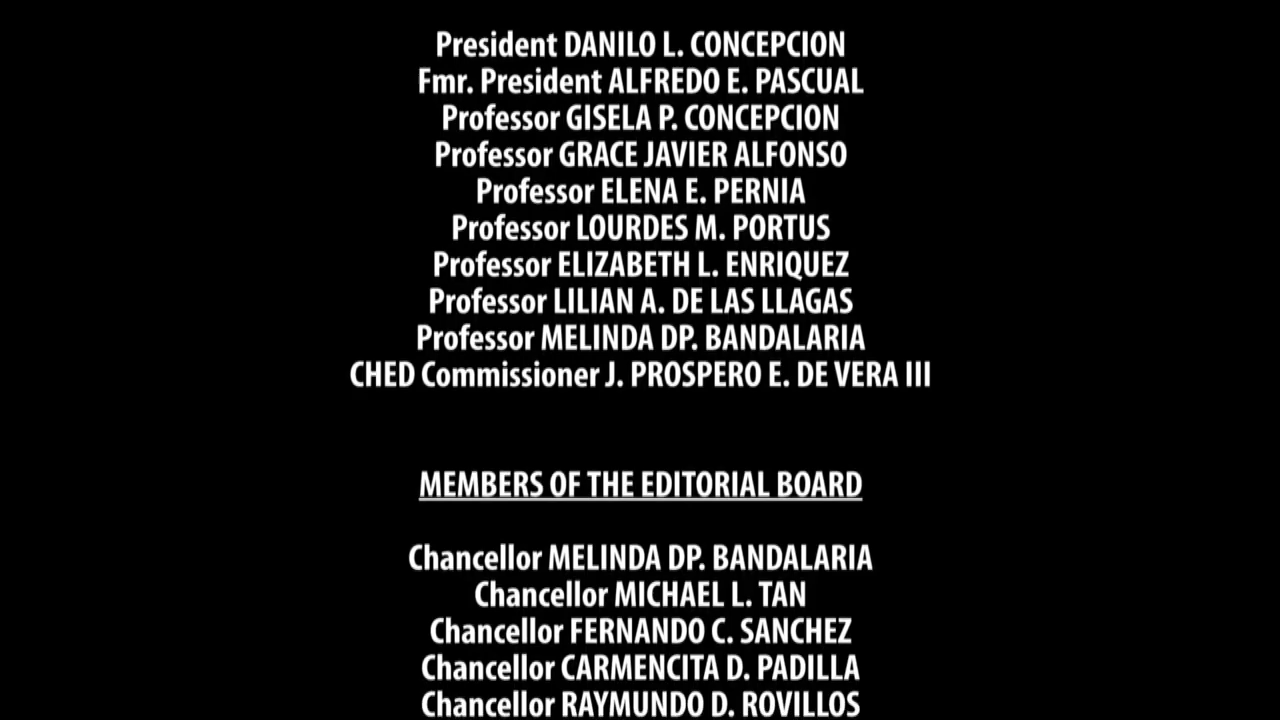 President DANILO L. CONCEPCION
Fmr. President ALFREDO E. PASCUAL
Professor GISELA P. CONCEPCION
Professor GRACE JAVIER ALFONSO
Professor ELENA E. PERNIA
Professor LOURDES M. PORTUS
Professor ELIZABETH L. ENRIQUEZ
Professor LILIAN A. DE LAS LLAGAS
Professor MELINDA DP. BANDALARIA
CHED Commissioner J. PROSPERO E. DE VERA III
MEMBERS OF THE EDITORIAL BOARD
Chancellor MELINDA DP. BANDALARIA
Chancellor MICHAEL L. TAN
Chancellor FERNANDO C. SANCHEZ
Chancellor CARMENCITA D. PADILLA
Chancellor RAYMUNDO D. ROVILLOS